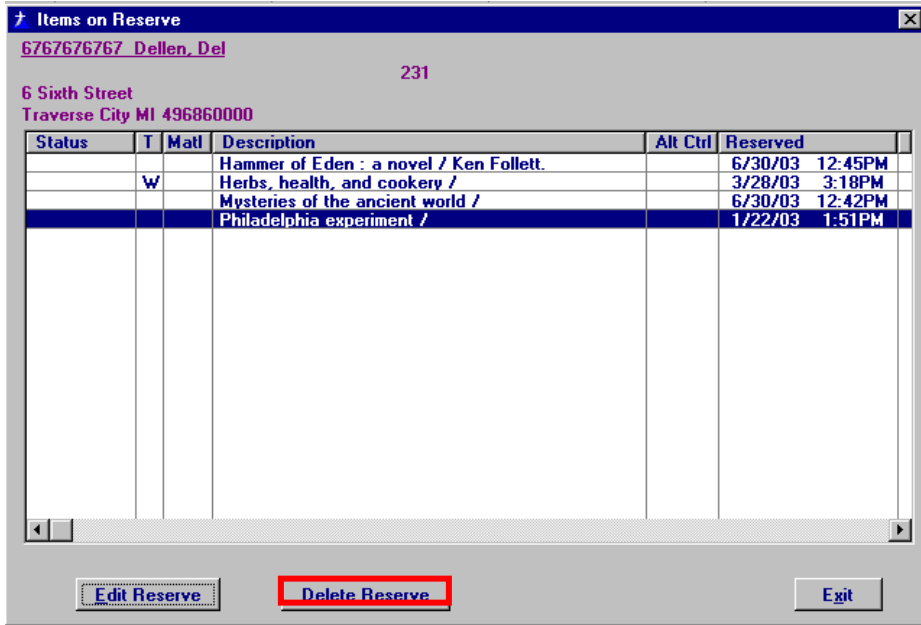 Items on Reserve
6767676767 Dellen, Del
231
6 Sixth Street
Traverse City MI 496860000
Status T Matl Description Alt Ctrl Reserved
Hammer of Eden : a novel / Ken Follett. 6/30/03 12:45PM
W Herbs, health, and cookery / 3/28/03 3:18PM
Mysteries of the ancient world / 6/30/03 12:42PM
Philadelphia experiment / 1/22/03 1:51PM
Edit Reserve Delete Reserve Exit